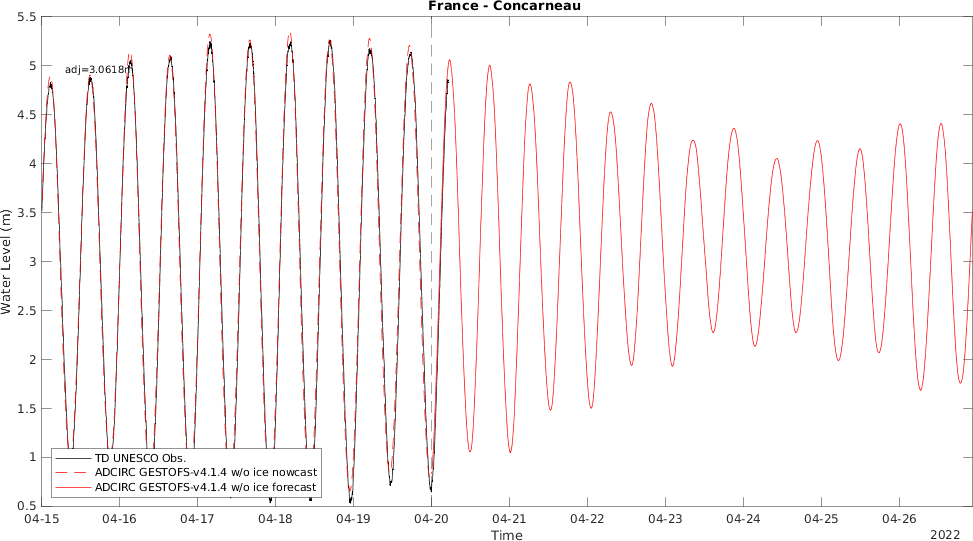 France - Concarneau
5.5
5
4.5
4
3.5
3
2.5
2
1.5
1
0.5
Water Level (m)
adj=3.0618m
TD UNESCO Obs.
ADCIRC GESTOFS-v4.1.4 w/o ice nowcast
ADCIRC GESTOFS-v4.1.4 w/o ice forecast
04-15 04-16 04-17 04-18 04-19 04-20 04-21 04-22 04-23 04-24 04-25 04-26
Time
2022